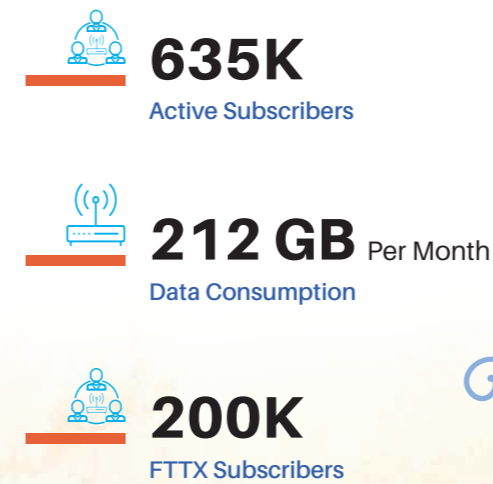 635K
Active Subscribers
212 GB Per Month
Data Consumption
200K
FTTX Subscribers